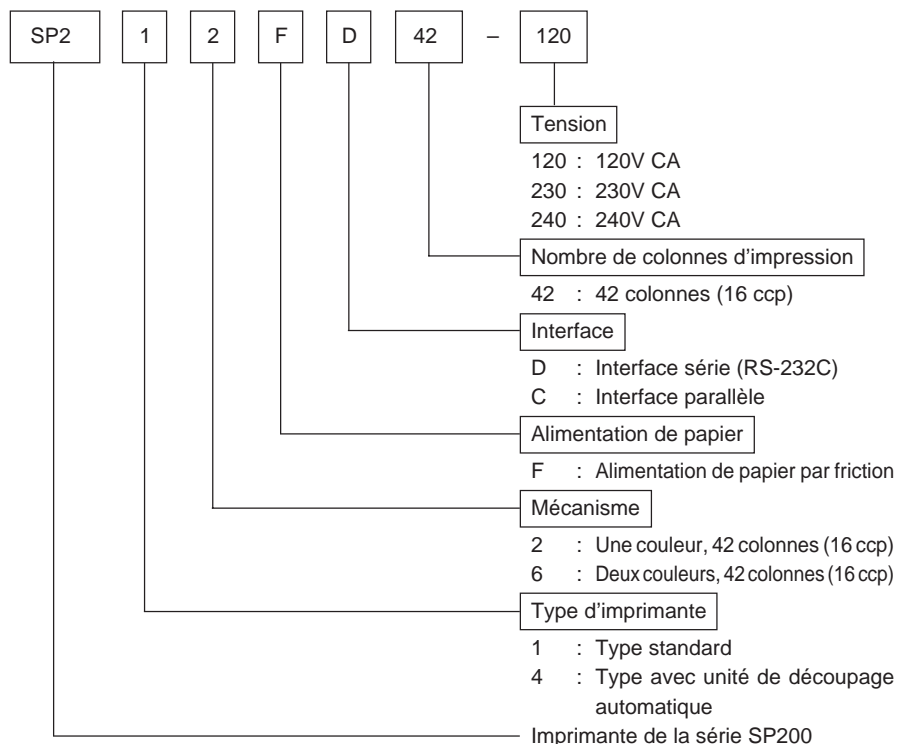 SP2 1 2 F D 42 – 120
Tension
120 : 120V CA
230 : 230V CA
240 : 240V CA
Nombre de colonnes d’impression
42 : 42 colonnes (16 ccp)
Interface
D : Interface série (RS-232C)
C : Interface parallèle
Alimentation de papier
F : Alimentation de papier par friction
Mécanisme
2 : Une couleur, 42 colonnes (16 ccp)
6 : Deux couleurs, 42 colonnes (16 ccp)
Type d’imprimante
1 : Type standard
4 : Type avec unité de découpage
automatique
Imprimante de la série SP200